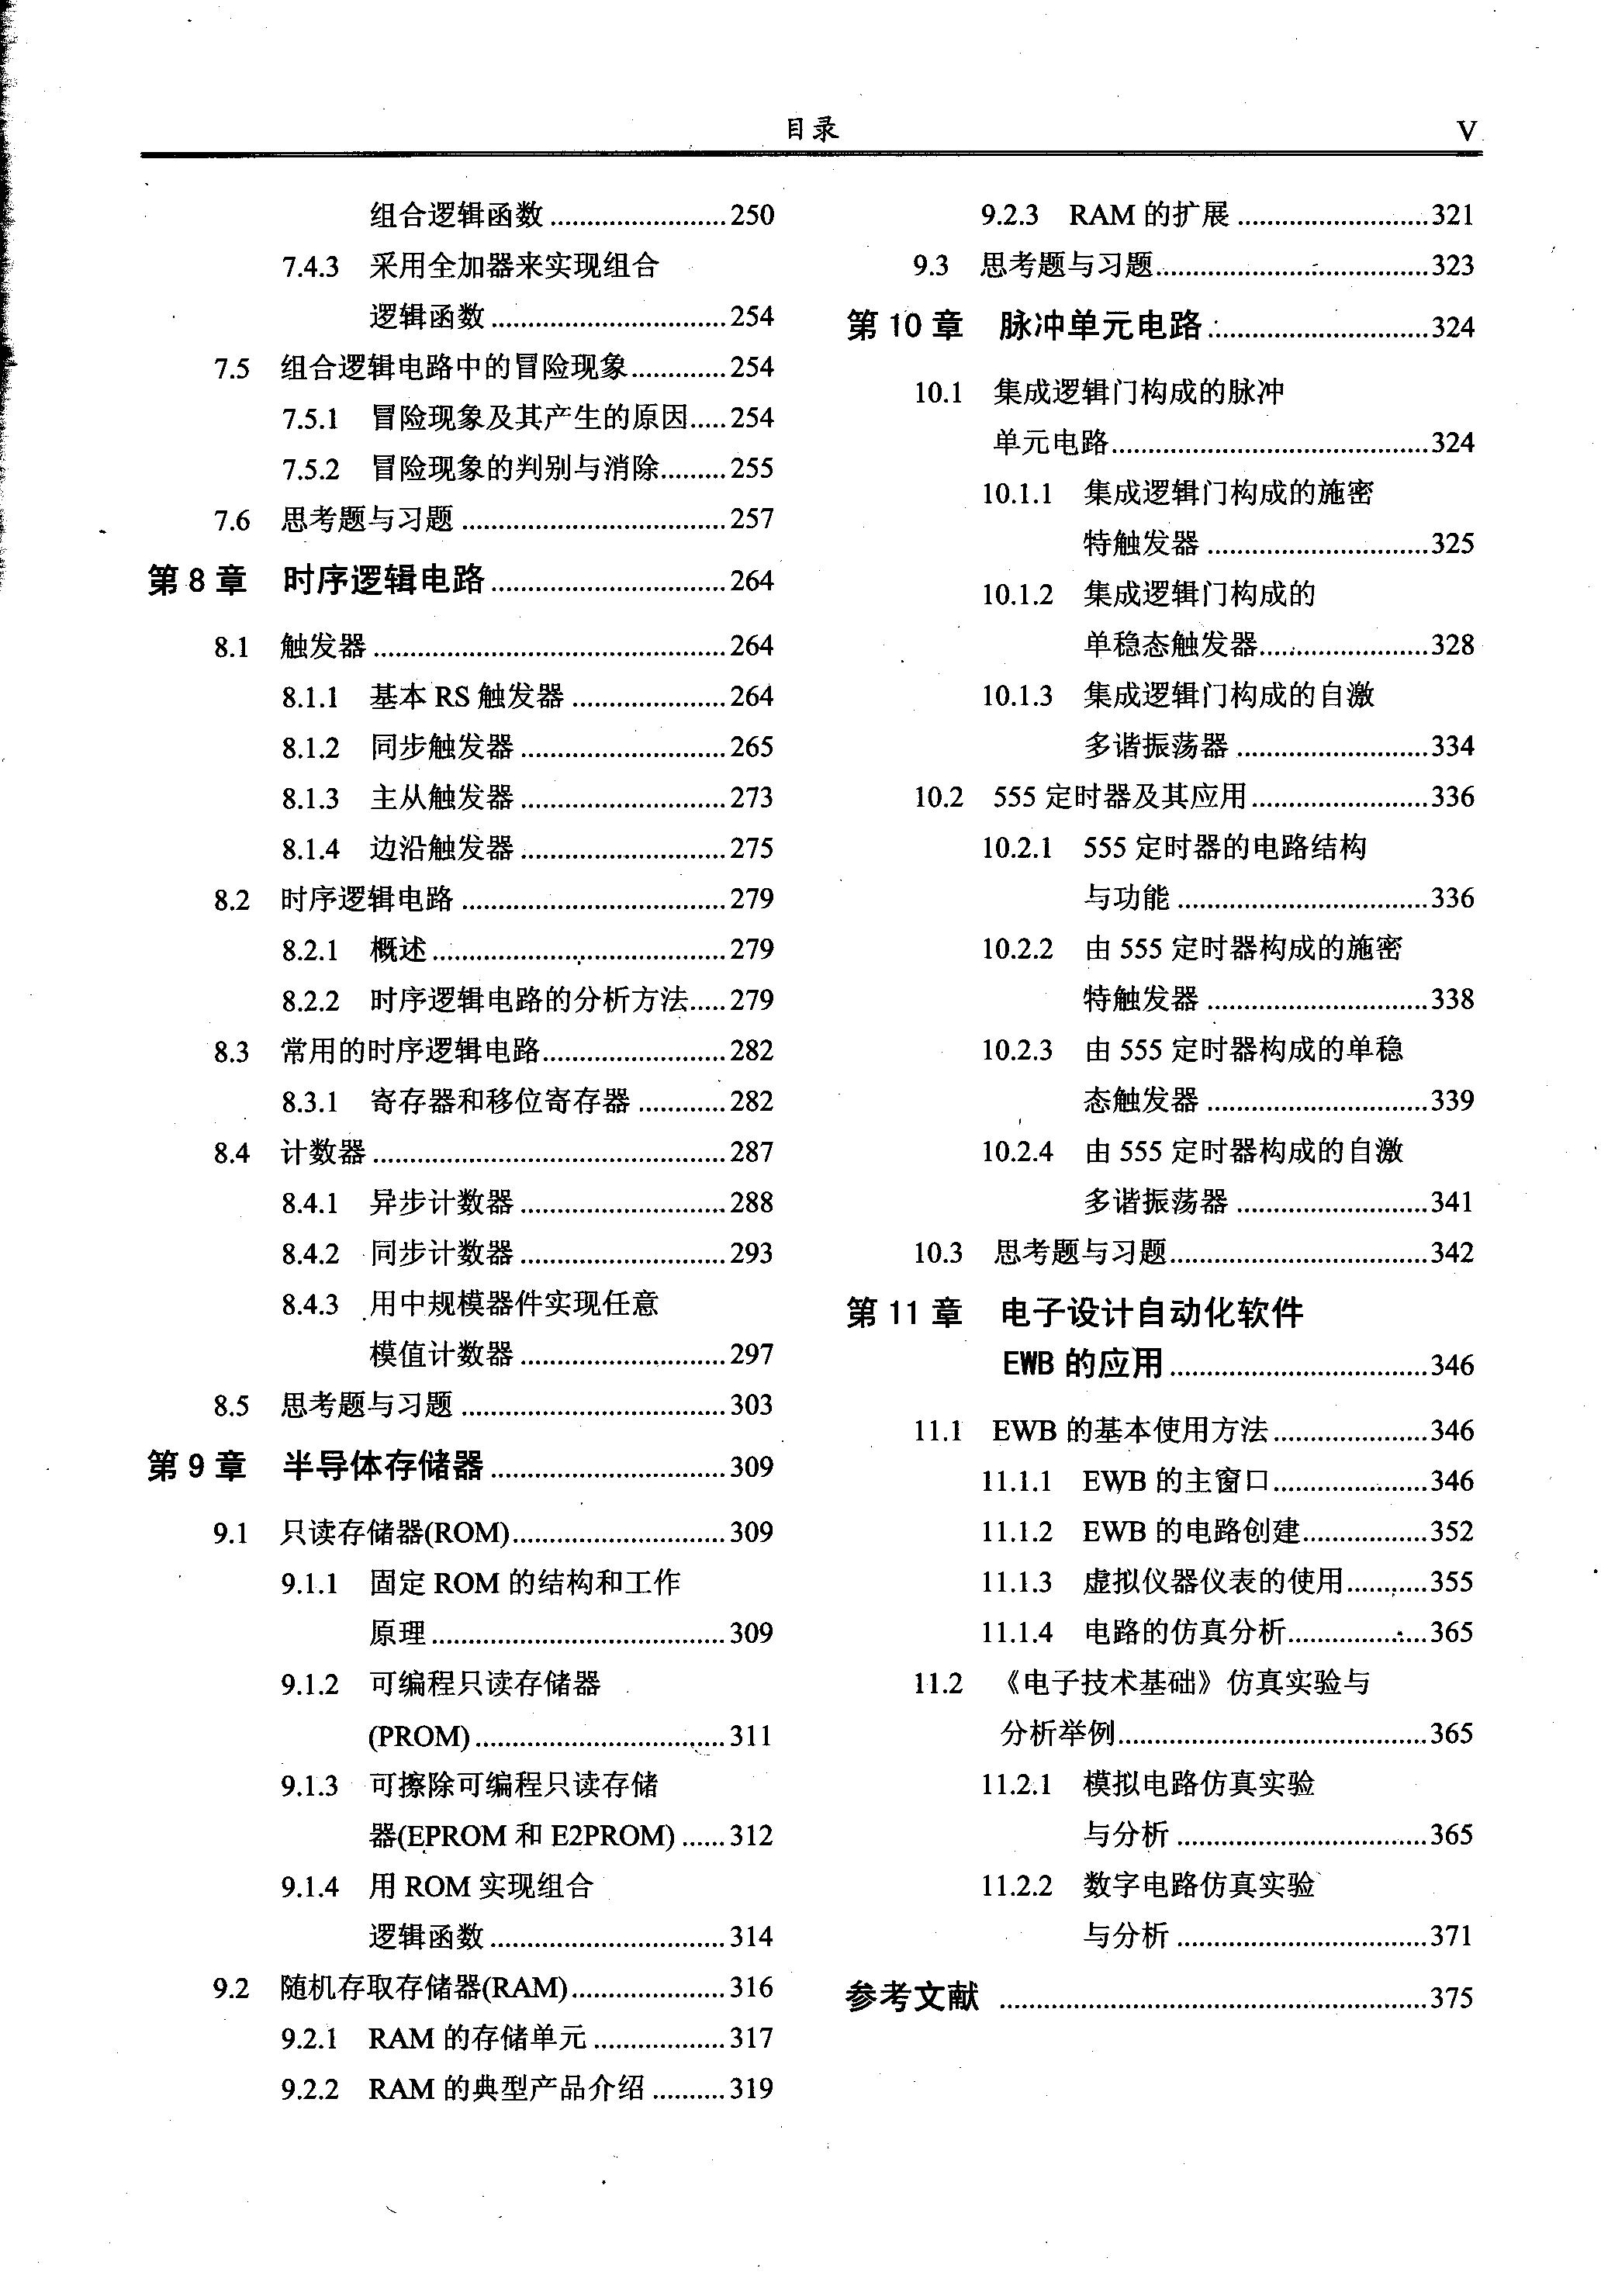 目录 V
组合逻辑函数........................250
7.4.3 采用全加器来实现组合
逻辑函数................................254
7.5 组合逻辑电路中的冒险现象.............254
7.5.1 冒险现象及其产生的原因.....254
7.5.2 冒险现象的判别与消除.........255
7.6 思考题与习题....................................257
第8章 时序逻辑电路................................264
8.1 触发器................................................264
8.1.1 基本 RS 触发器.....................264
8.1.2 同步触发器............................265
8.1.3 主从触发器............................273
8.1.4 边沿触发器............................275
8.2 时序逻辑电路....................................279
8.2.1 概述........................................279
8.2.2 时序逻辑电路的分析方法.....279
8.3 常用的时序逻辑电路.........................282
8.3.1 寄存器和移位寄存器............282
8.4 计数器................................................287
8.4.1 异步计数器............................288
8.4.2 同步计数器............................293
8.4.3 用中规模器件实现任意
模值计数器............................297
8.5 思考题与习题....................................303
第9章 半导体存储器................................309
9.1 只读存储器(ROM).............................309
9.1.1 固定 ROM 的结构和工作
原理........................................309
9.1.2 可编程只读存储器
(PROM)..................................311
9.1.3 可擦除可编程只读存储
器(EPROM 和 E2PROM)......312
9.1.4 用 ROM 实现组合
逻辑函数................................314
9.2 随机存取存储器(RAM).....................316
9.2.1 RAM 的存储单元..................317
9.2.2 RAM 的典型产品介绍..........319
9.2.3 RAM 的扩展..........................321
9.3 思考题与习题.....................................323
第10章 脉冲单元电路..............................324
10.1 集成逻辑门构成的脉冲
单元电路...........................................324
10.1.1 集成逻辑门构成的施密
特触发器..............................325
10.1.2 集成逻辑门构成的
单稳态触发器.......................328
10.1.3 集成逻辑门构成的自激
多谐振荡器..........................334
10.2 555 定时器及其应用........................336
10.2.1 555 定时器的电路结构
与功能..................................336
10.2.2 由 555 定时器构成的施密
特触发器..............................338
10.2.3 由 555 定时器构成的单稳
态触发器..............................339
10.2.4 由 555 定时器构成的自激
多谐振荡器..........................341
10.3 思考题与习题...................................342
第11章 电子设计自动化软件
EWB 的应用...................................346
11.1 EWB 的基本使用方法.....................346
11.1.1 EWB 的主窗口.....................346
11.1.2 EWB 的电路创建.................352
11.1.3 虚拟仪器仪表的使用...........355
11.1.4 电路的仿真分析...................365
11.2 《电子技术基础》仿真实验与
分析举例..........................................365
11.2.1 模拟电路仿真实验
与分析..................................365
11.2.2 数字电路仿真实验
与分析..................................371
参考文献..........................................................375